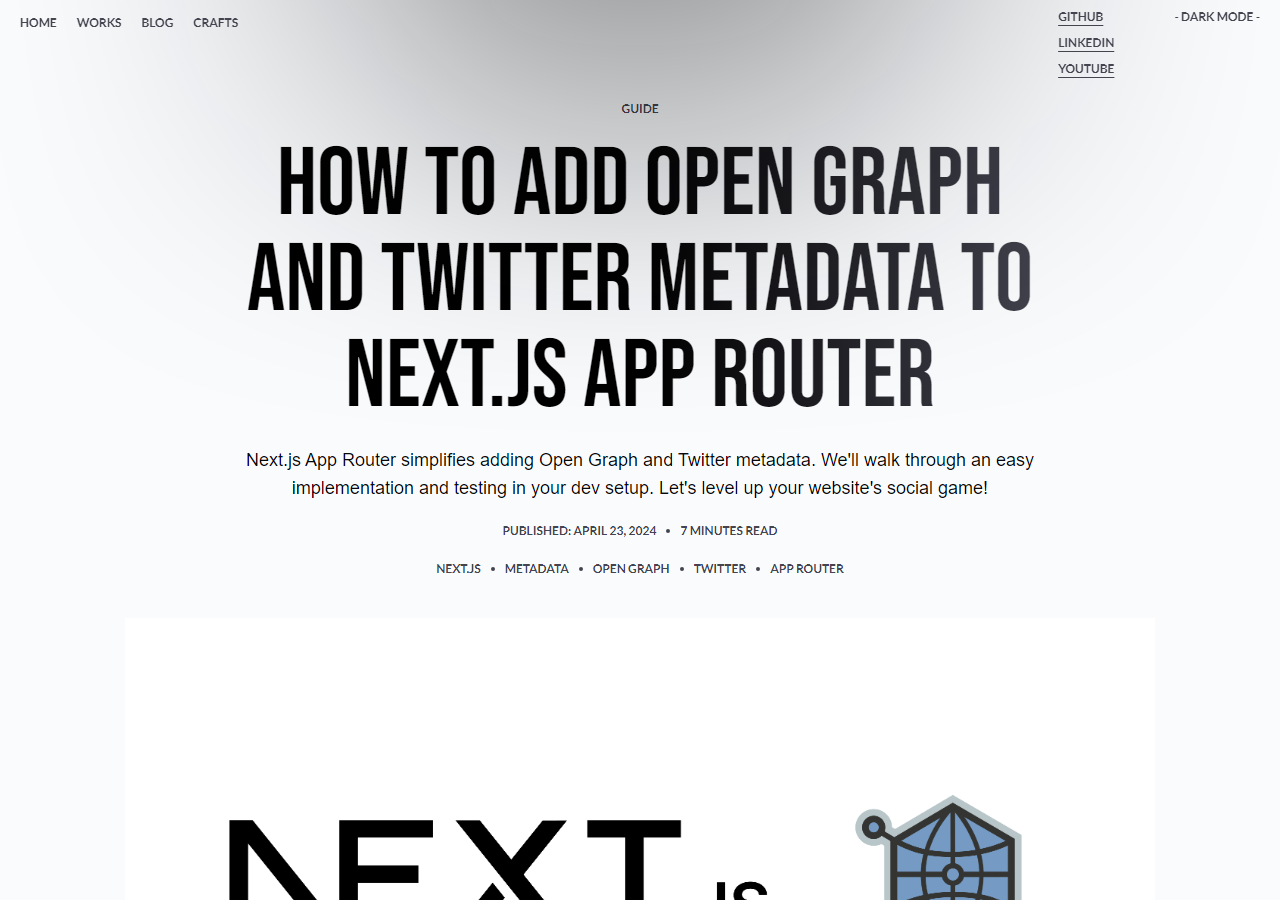 HOME WORKS BLOG CRAFTS
GITHUB
LINKEDIN
YOUTUBE
- DARK MODE -
GUIDE
HOW TO ADD OPEN GRAPH
AND TWITTER METADATA TO
NEXT.JS APP ROUTER
Next.js App Router simplifies adding Open Graph and Twitter metadata. We'll walk through an easy
implementation and testing in your dev setup. Let's level up your website's social game!
PUBLISHED: APRIL 23, 2024 • 7 MINUTES READ
NEXT.JS • METADATA • OPEN GRAPH • TWITTER • APP ROUTER
NEXT.JS